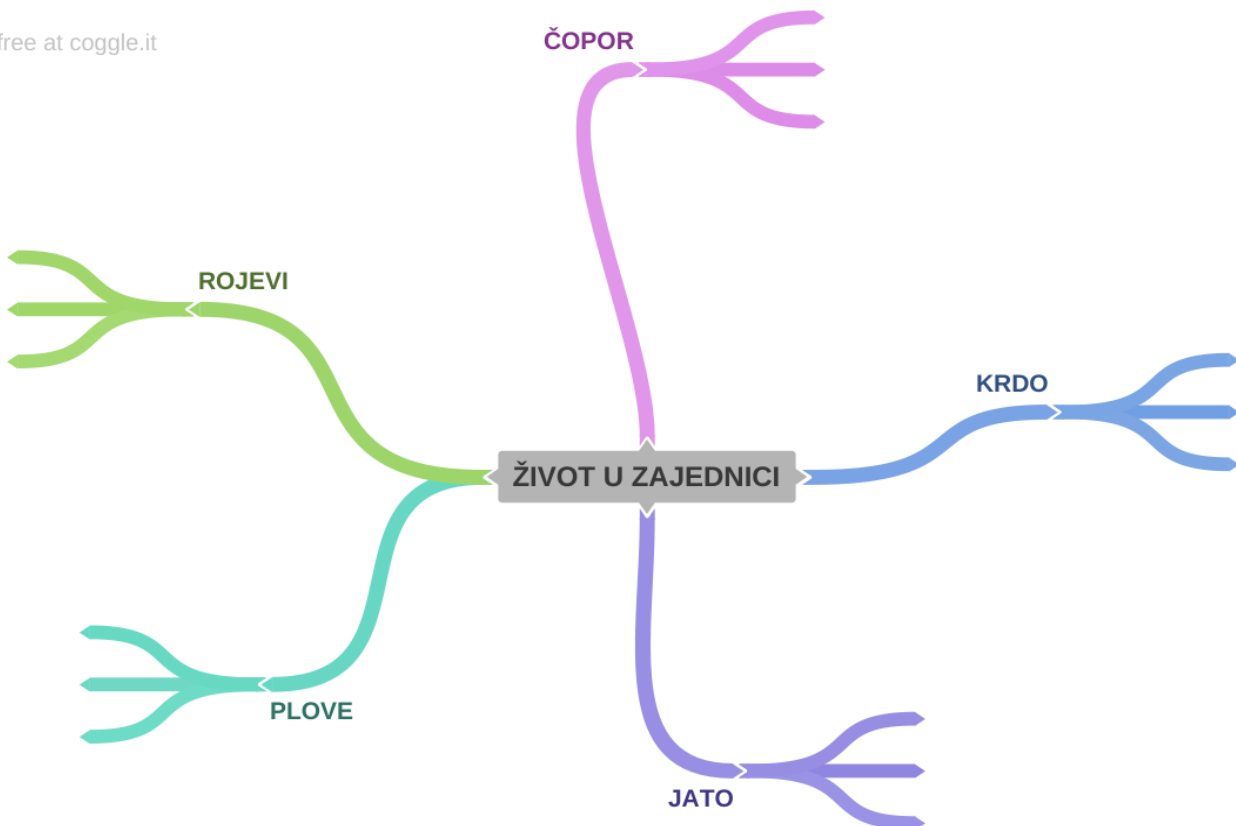 free at coggle.it
ČOPOR
ROJEVI
KRDO
ŽIVOT U ZAJEDNICI
PLOVE
JATO